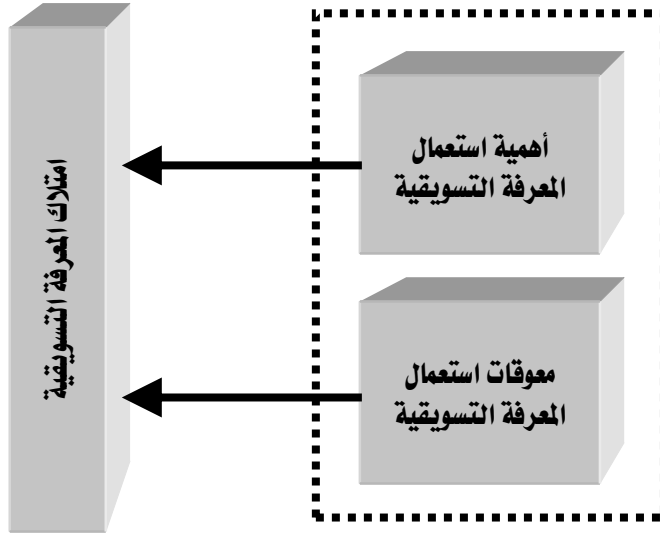 أهمية استعمال
المعرفة التسويقية
معوقات استعمال
المعرفة التسويقية
امتلاك المعرفة التسويقية